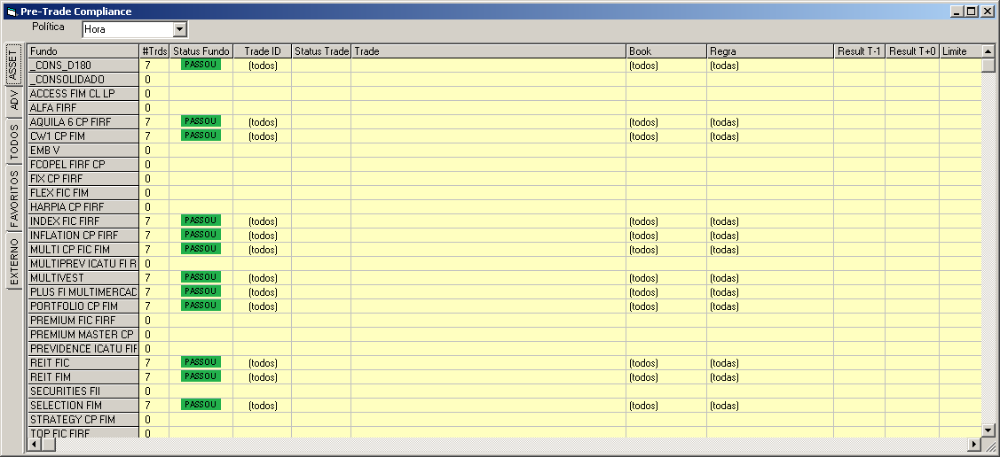 Pre-Trade Compliance
Política Hora
ASSET
ADV
TODOS
FAVORITOS
EXTERNO
Fundo #Trds Status Fundo Trade ID Status Trade Trade Book Regra Result T-1 Result T+0 Limite
_CONS_D180 7 PASSOU (todos) (todos) (todas)
_CONSOLIDADO 0
ACCESS FIM CL LP 0
ALFA FIRF 0
AQUILA 6 CP FIRF 7 PASSOU (todos) (todos) (todas)
CW1 CP FIM 7 PASSOU (todos) (todos) (todas)
EMB V 0
FCOPEL FIRF CP 0
FIX CP FIRF 0
FLEX FIC FIM 0
HARPIA CP FIRF 0
INDEX FIC FIRF 7 PASSOU (todos) (todos) (todas)
INFLATION CP FIRF 7 PASSOU (todos) (todos) (todas)
MULTI CP FIC FIM 7 PASSOU (todos) (todos) (todas)
MULTIPREV ICATU FI R 0
MULTIVEST 7 PASSOU (todos) (todos) (todas)
PLUS FI MULTIMERCAD 7 PASSOU (todos) (todos) (todas)
PORTFOLIO CP FIM 7 PASSOU (todos) (todos) (todas)
PREMIUM FIC FIRF 0
PREMIUM MASTER CP 0
PREVIDENCE ICATU FIF 0
REIT FIC 7 PASSOU (todos) (todos) (todas)
REIT FIM 7 PASSOU (todos) (todos) (todas)
SECURITIES FII 0
SELECTION FIM 7 PASSOU (todos) (todos) (todas)
STRATEGY CP FIM 0
TOP FIC FIRF 0